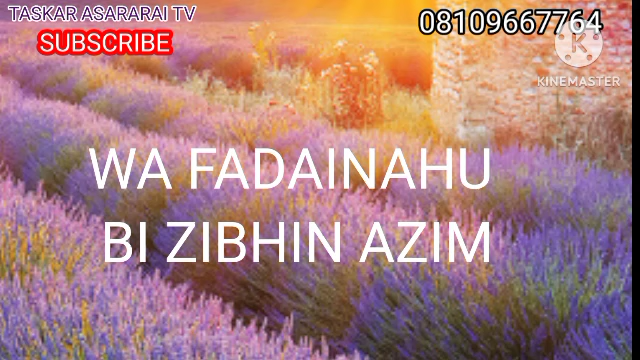 TASKAR ASARARAI TV
SUBSCRIBE
08109667764
KINEMASTER
WA FADAINAHU
BI ZIBHIN AZIM